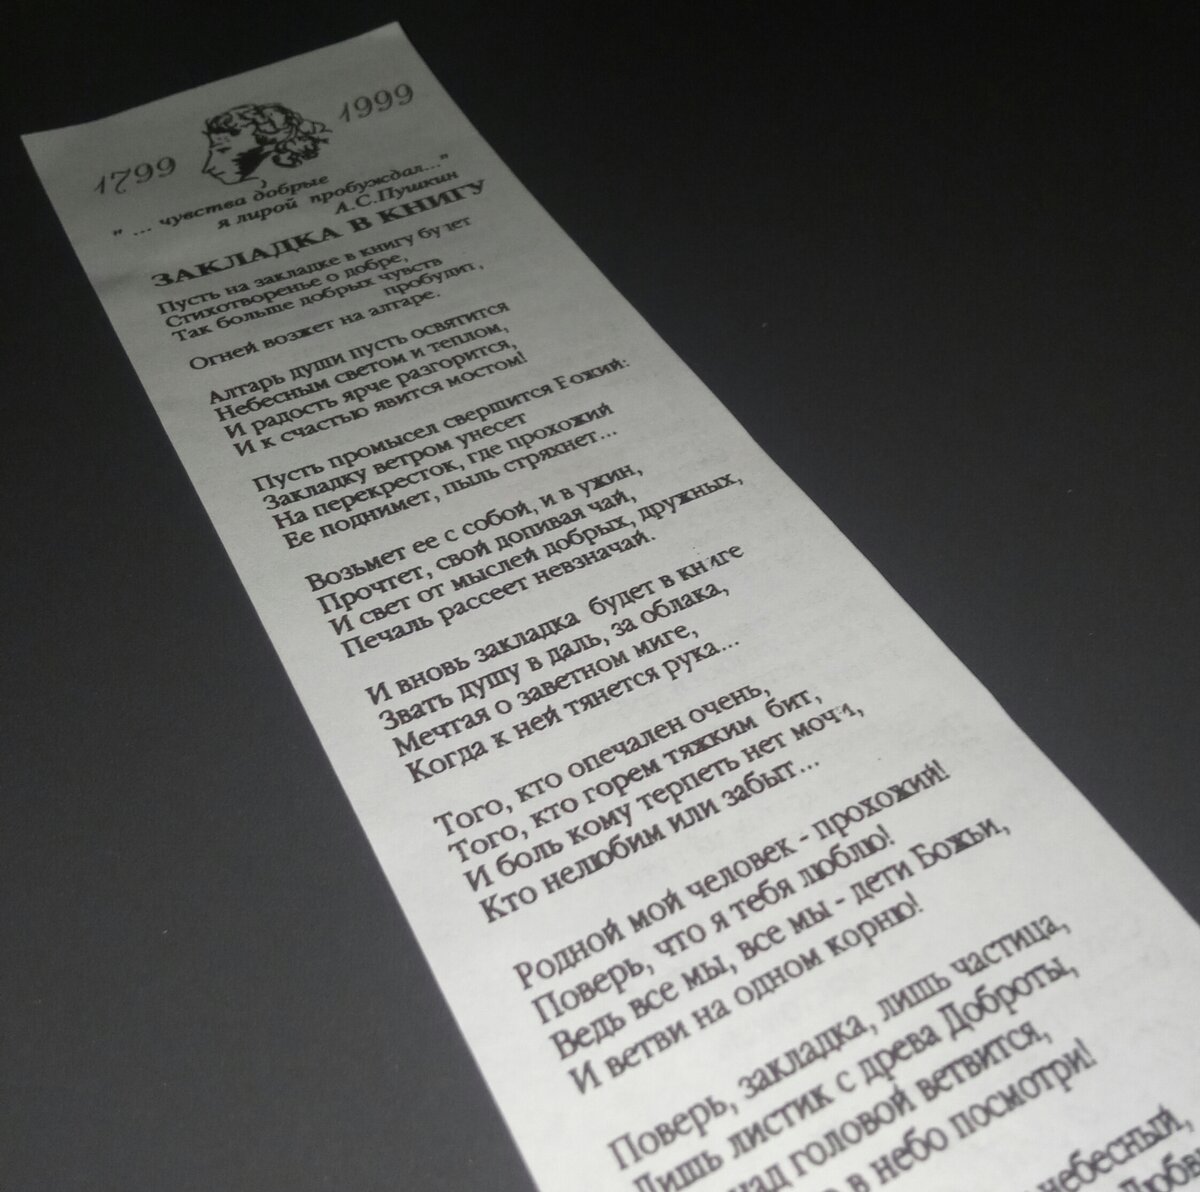 1799 1999
" ... чувства добрые
я лирой пробуждал..."
А.С.Пушкин
ЗАКЛАДКА В КНИГУ
Пусть на закладке в книгу будет
Стихотворенье о добре,
Так больше добрых чувств
пробудит,
Огней возжет на алтаре.
Алтарь души пусть освятится
Небесным светом и теплом,
И радость ярче разгорится,
И к счастью явится мостом!
Пусть промысел свершится Божий:
Закладку ветром унесет
На перекресток, где прохожий
Ее поднимет, пыль стряхнет...
Возьмет ее с собой, и в ужин,
Прочтет, свой допивая чай,
И свет от мыслей добрых, дружных,
Печаль рассеет невзначай.
И вновь закладка будет в книге
Звать душу в даль, за облака,
Мечтая о заветном миге,
Когда к ней тянется рука...
Того, кто опечален очень,
Того, кто горем тяжким бит,
И боль кому терпеть нет мочи,
Кто нелюбим или забыт...
Родной мой человек - прохожий!
Поверь, что я тебя люблю!
Ведь все мы, все мы - дети Божьи,
И ветви на одном корню!
Поверь, закладка, лишь частица,
Лишь листик с древа Доброты,
над головой ветвится,
в небо посмотри!
небесный,